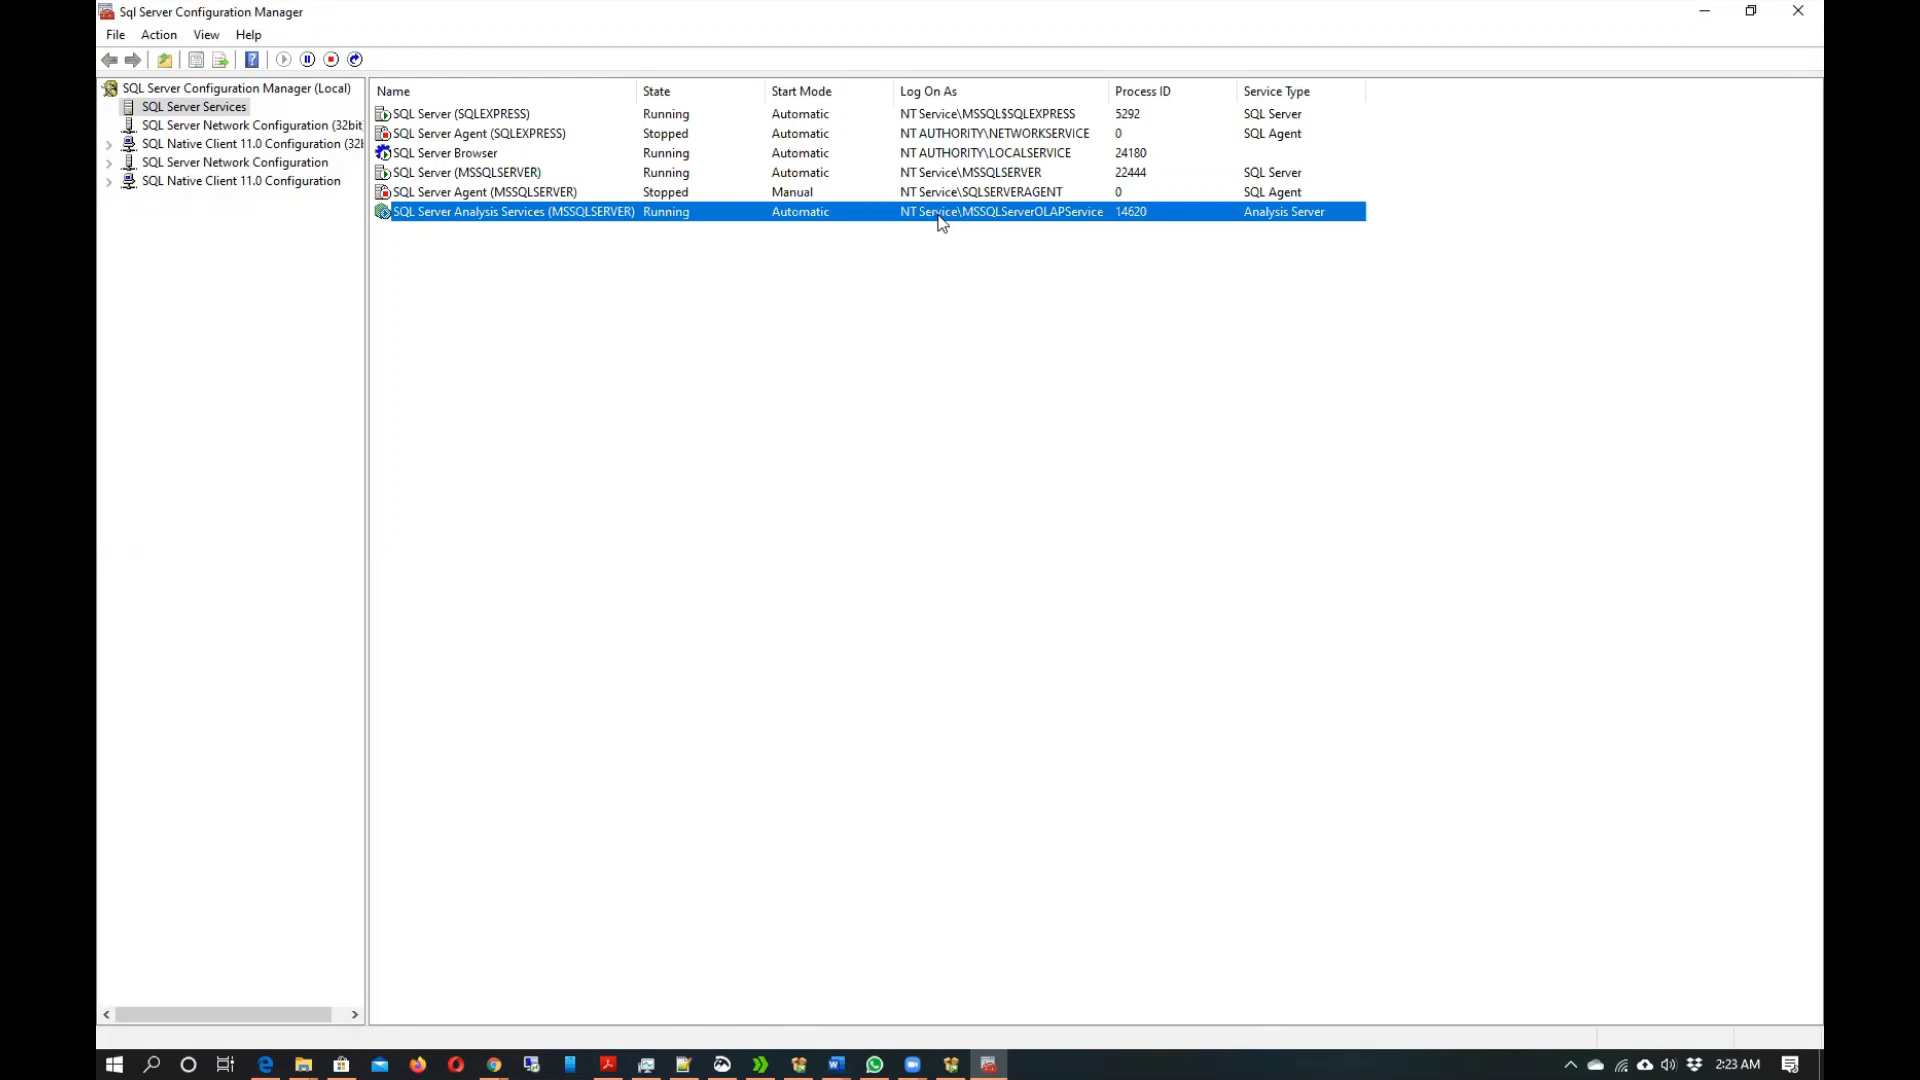 Sql Server Configuration Manager
File Action View Help
SQL Server Configuration Manager (Local)
SQL Server Services
SQL Server Network Configuration (32bit
SQL Native Client 11.0 Configuration (32b
SQL Server Network Configuration
SQL Native Client 11.0 Configuration
Name State Start Mode Log On As Process ID Service Type
SQL Server (SQLEXPRESS) Running Automatic NT Service\MSSQL$SQLEXPRESS 5292 SQL Server
SQL Server Agent (SQLEXPRESS) Stopped Automatic NT AUTHORITY\NETWORKSERVICE 0 SQL Agent
SQL Server Browser Running Automatic NT AUTHORITY\LOCALSERVICE 24180
SQL Server (MSSQLSERVER) Running Automatic NT Service\MSSQLSERVER 22444 SQL Server
SQL Server Agent (MSSQLSERVER) Stopped Manual NT Service\SQLSERVERAGENT 0 SQL Agent
SQL Server Analysis Services (MSSQLSERVER) Running Automatic NT Service\MSSQLServerOLAPService 14620 Analysis Server
2:23 AM